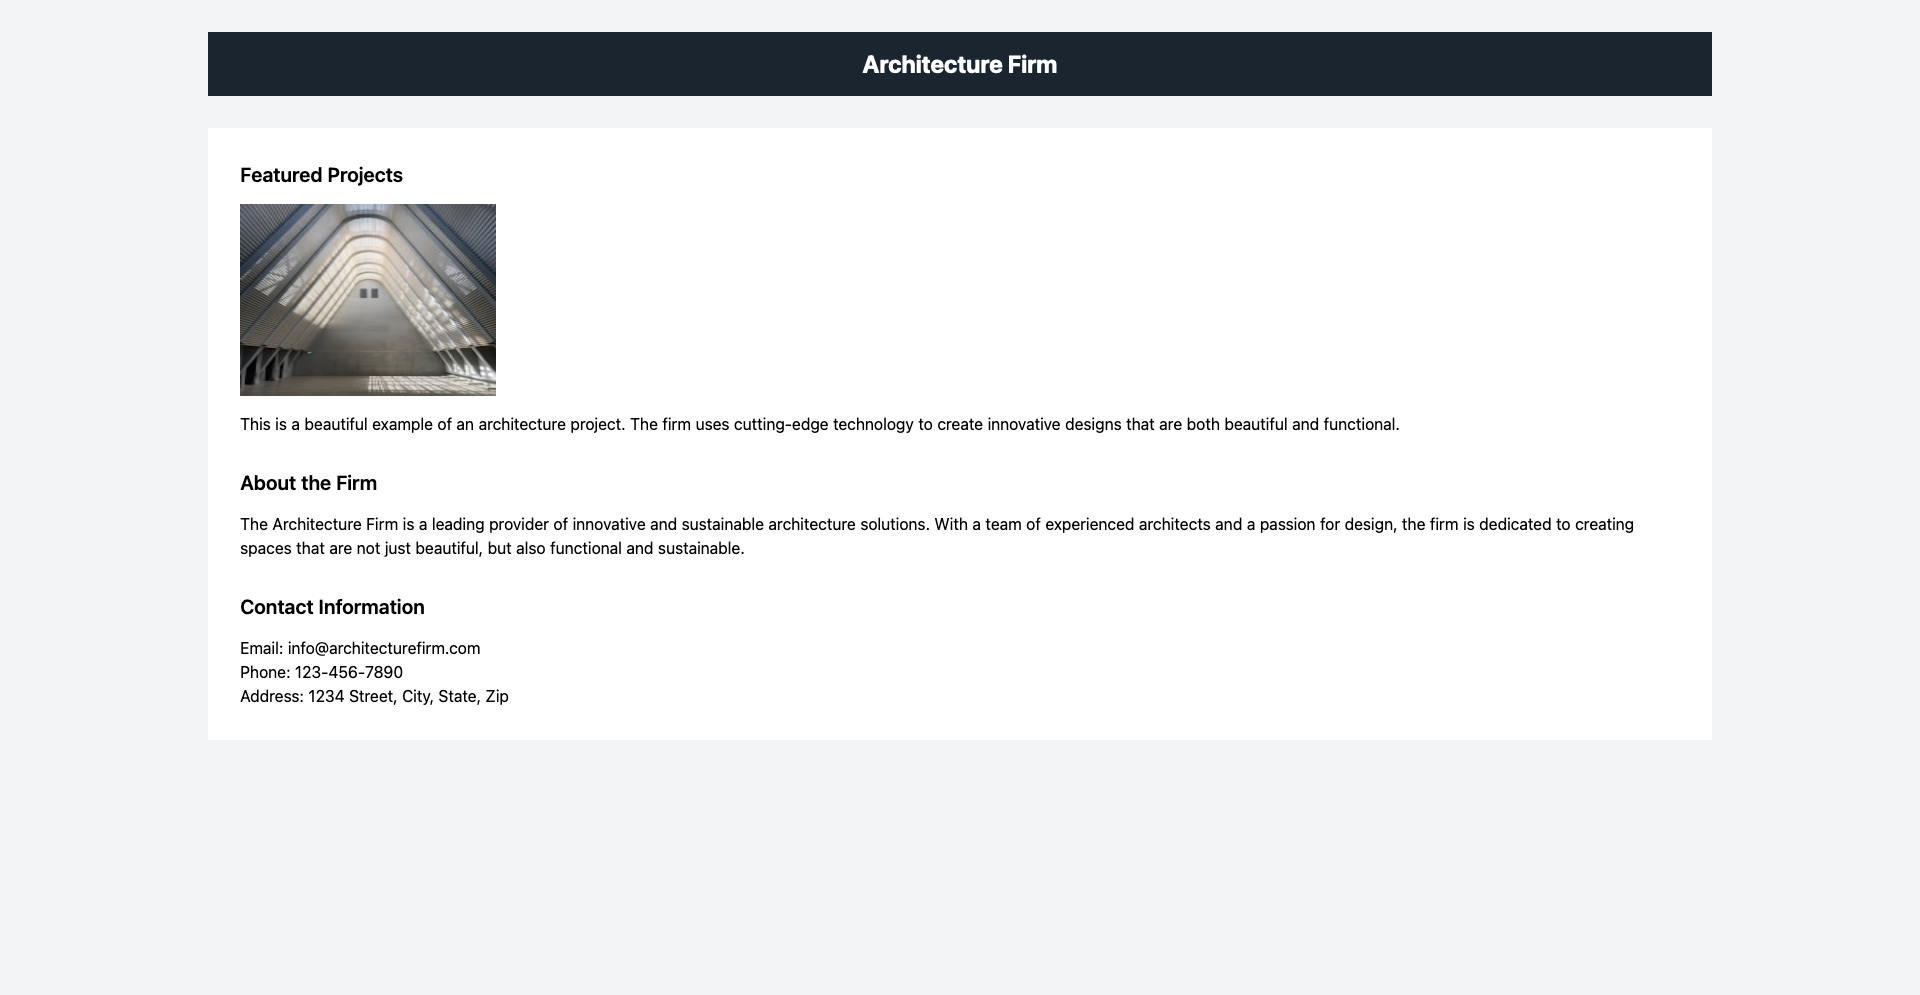 Architecture Firm
Featured Projects
This is a beautiful example of an architecture project. The firm uses cutting-edge technology to create innovative designs that are both beautiful and functional.
About the Firm
The Architecture Firm is a leading provider of innovative and sustainable architecture solutions. With a team of experienced architects and a passion for design, the firm is dedicated to creating
spaces that are not just beautiful, but also functional and sustainable.
Contact Information
Email: info@architecturefirm.com
Phone: 123-456-7890
Address: 1234 Street, City, State, Zip